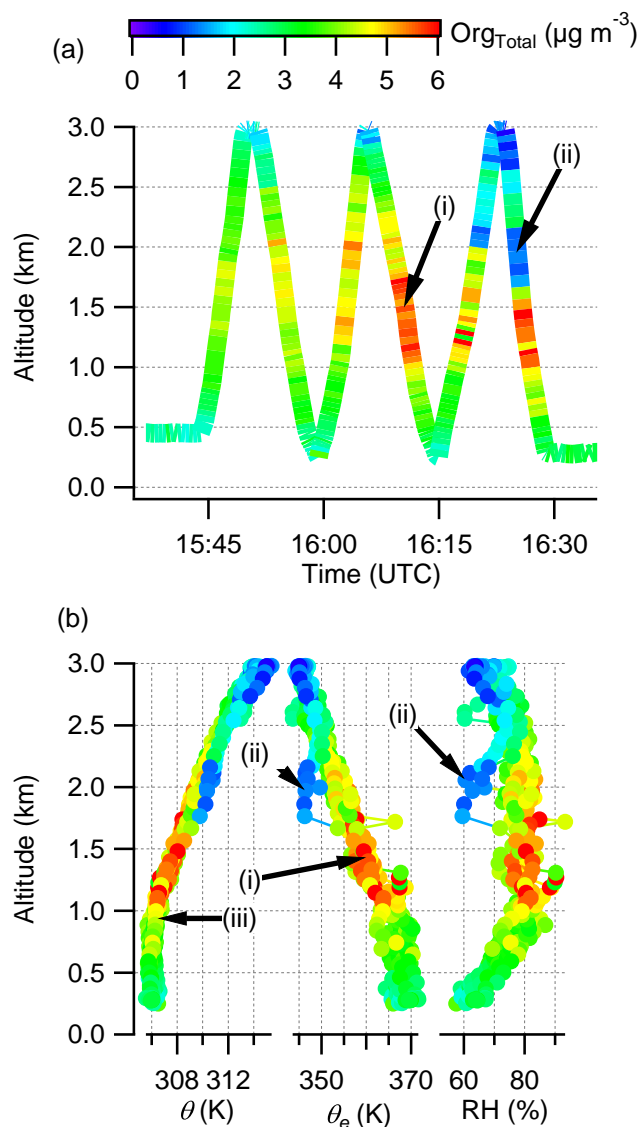 (a)
Org_Total (µg m⁻³)
0 1 2 3 4 5 6
3.0
2.5
2.0
1.5
1.0
0.5
0.0
Altitude (km)
(i)
(ii)
15:45 16:00 16:15 16:30
Time (UTC)
(b)
3.0
2.5
2.0
1.5
1.0
0.5
0.0
Altitude (km)
(ii)
(ii)
(i)
(iii)
308 312 350 370 60 80
θ (K) θe (K) RH (%)